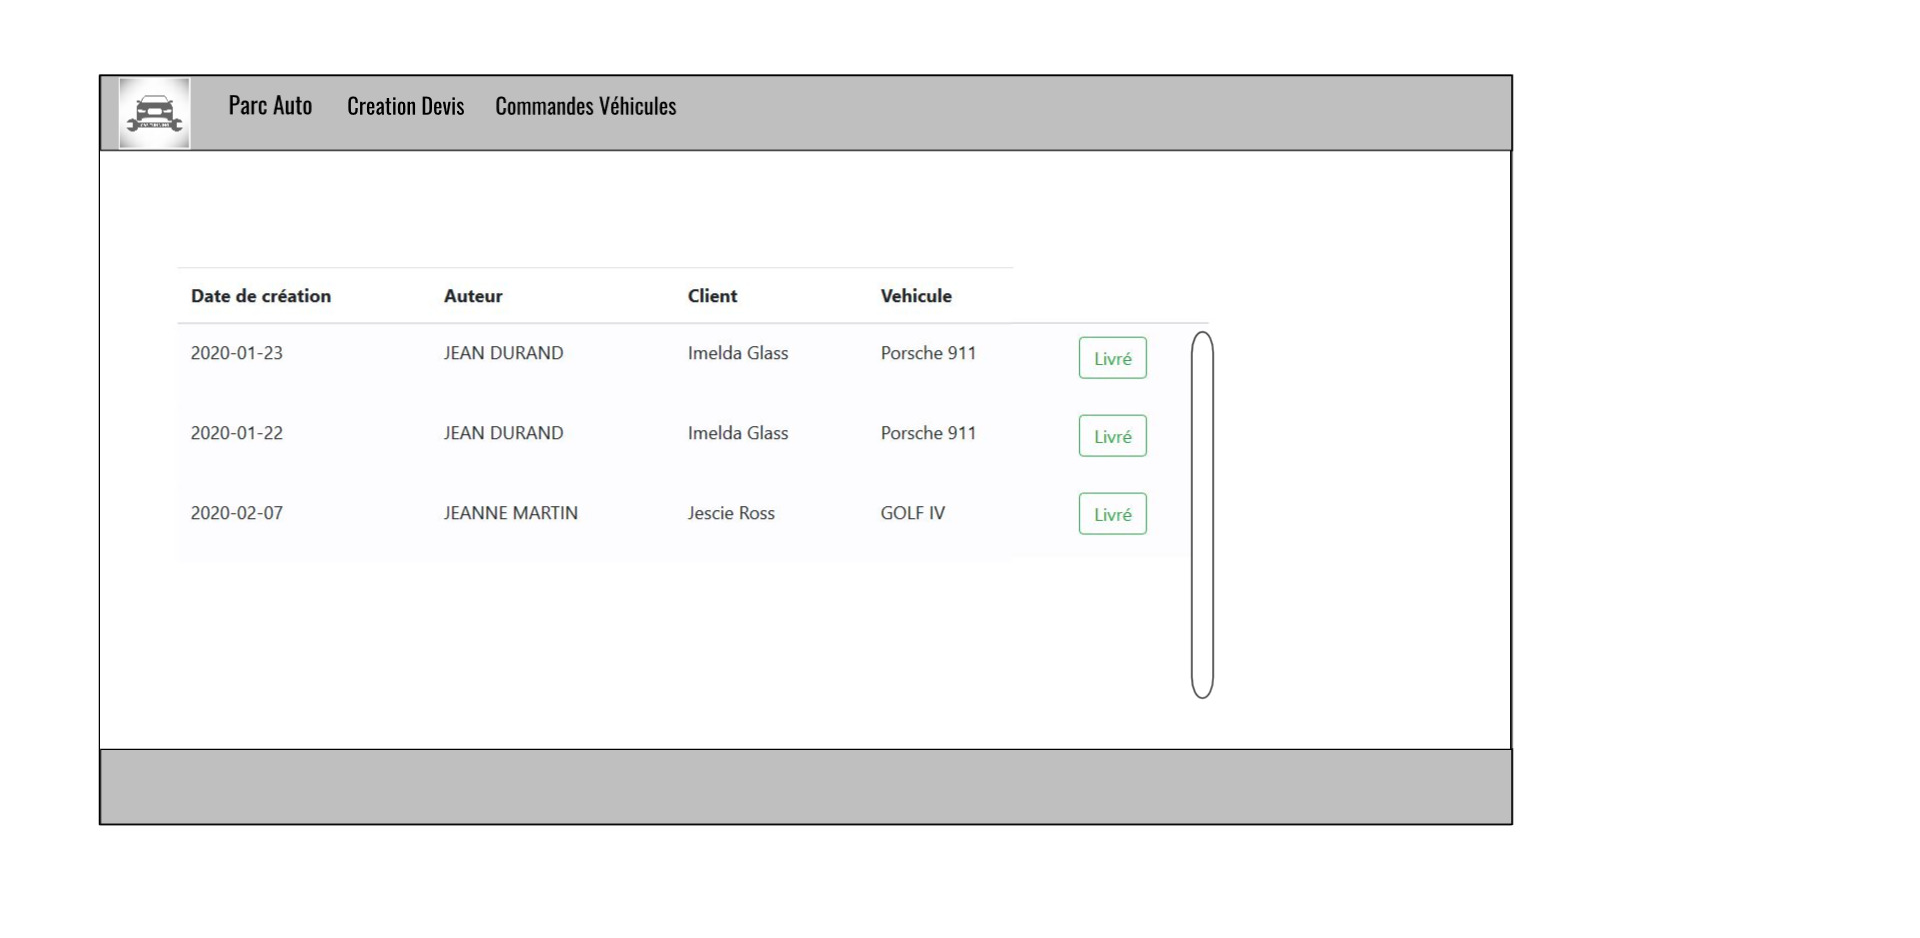 Parc Auto Creation Devis Commandes Véhicules
Date de création Auteur Client Vehicule
2020-01-23 JEAN DURAND Imelda Glass Porsche 911 Livré
2020-01-22 JEAN DURAND Imelda Glass Porsche 911 Livré
2020-02-07 JEANNE MARTIN Jescie Ross GOLF IV Livré